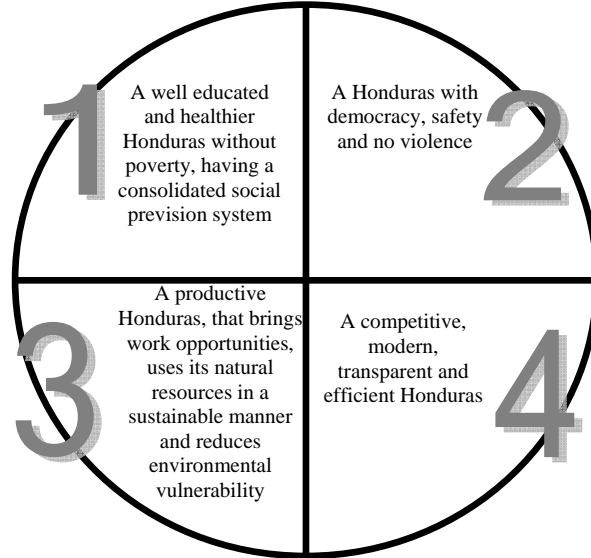 1
A well educated
and healthier
Honduras without
poverty, having a
consolidated social
prevision system
2
A Honduras with
democracy, safety
and no violence
3
A productive
Honduras, that brings
work opportunities,
uses its natural
resources in a
sustainable manner
and reduces
environmental
vulnerability
4
A competitive,
modern,
transparent and
efficient Honduras